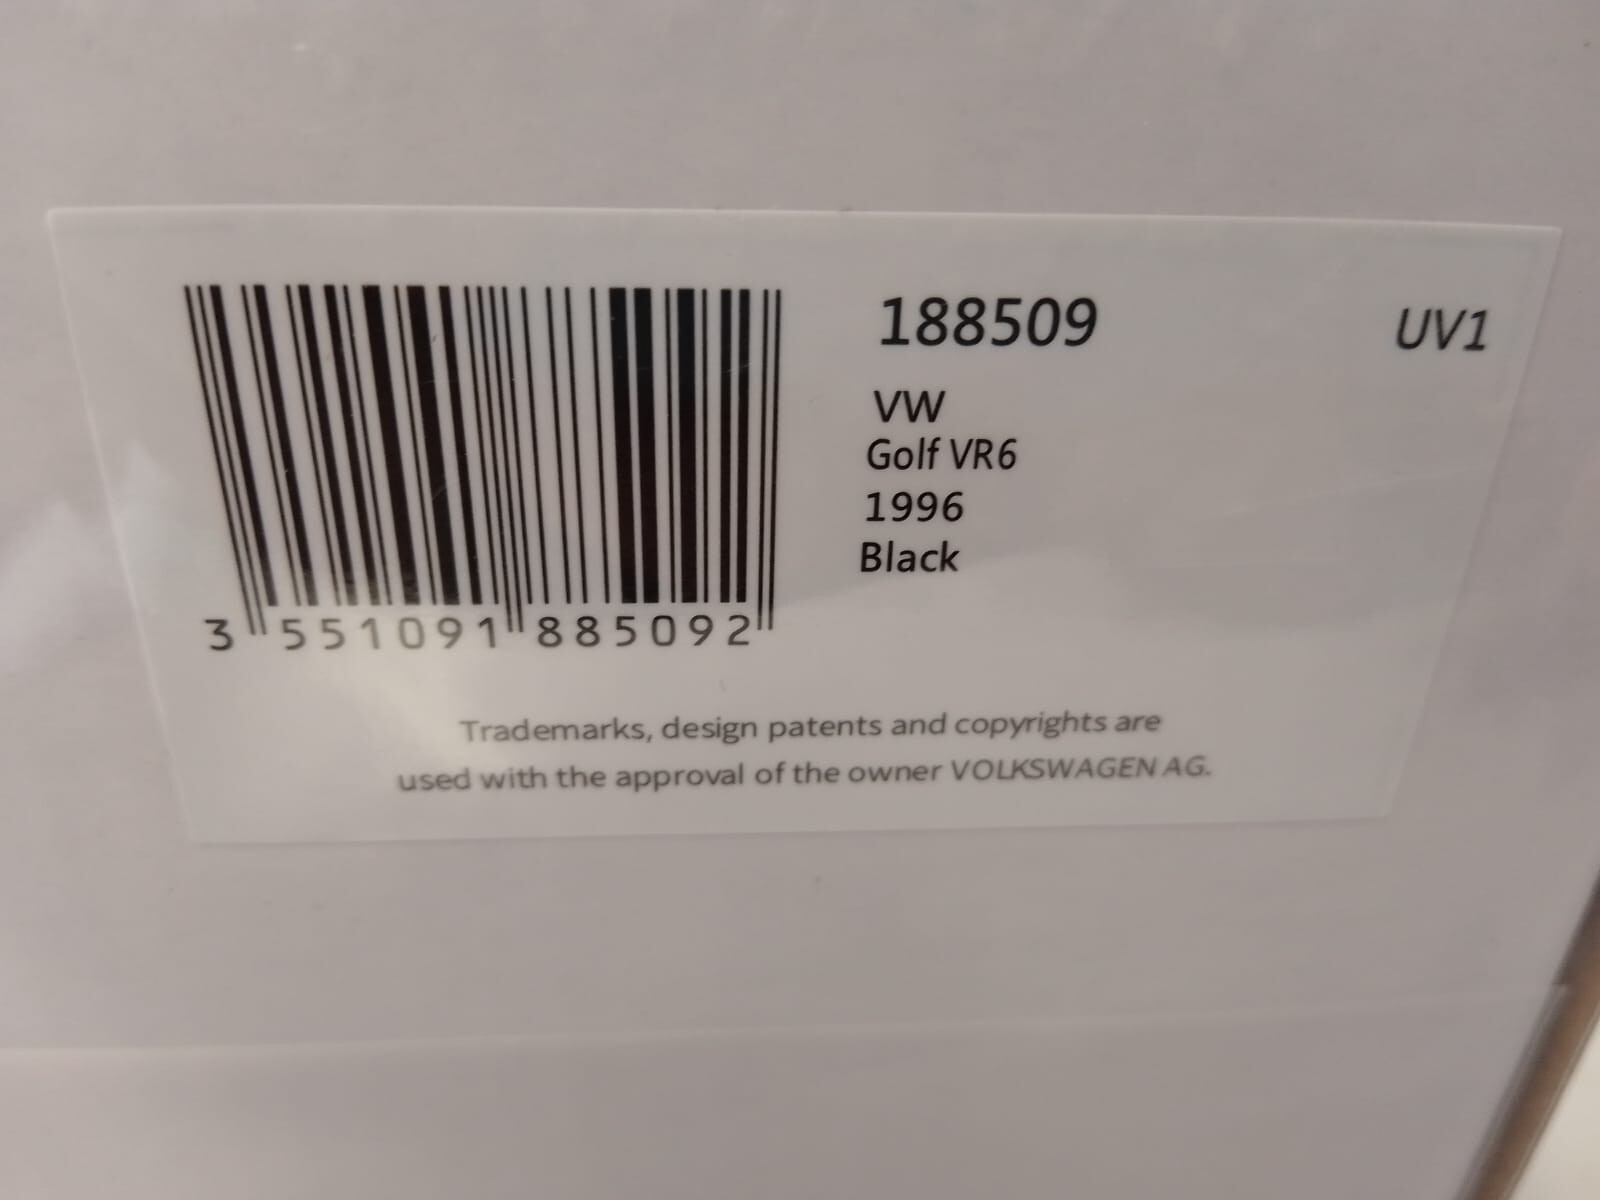 188509
UV1
VW
Golf VR6
1996
Black
3 551091 885092
Trademarks, design patents and copyrights are
used with the approval of the owner VOLKSWAGEN AG.